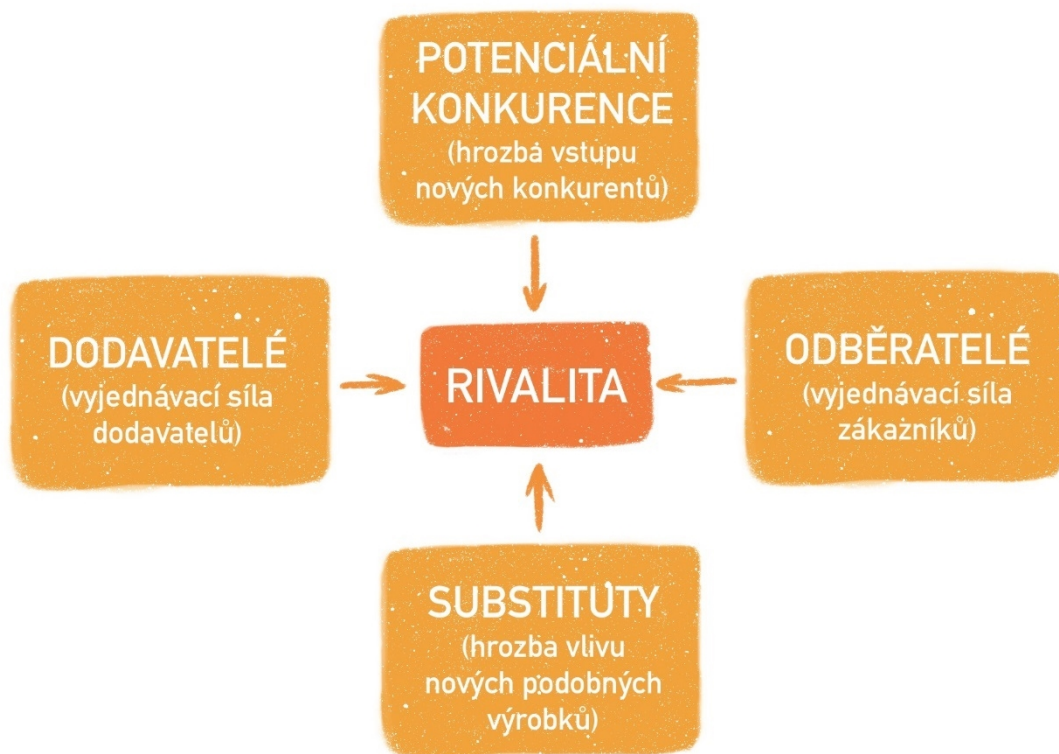 POTENCIÁLNÍ
KONKURENCE
(hrozba vstupu
nových konkurentů)
DODAVATELÉ
(vyjednávací síla
dodavatelů)
RIVALITA
ODBĚRATELÉ
(vyjednávací síla
zákazníků)
SUBSTITUTY
(hrozba vlivu
nových podobných
výrobků)